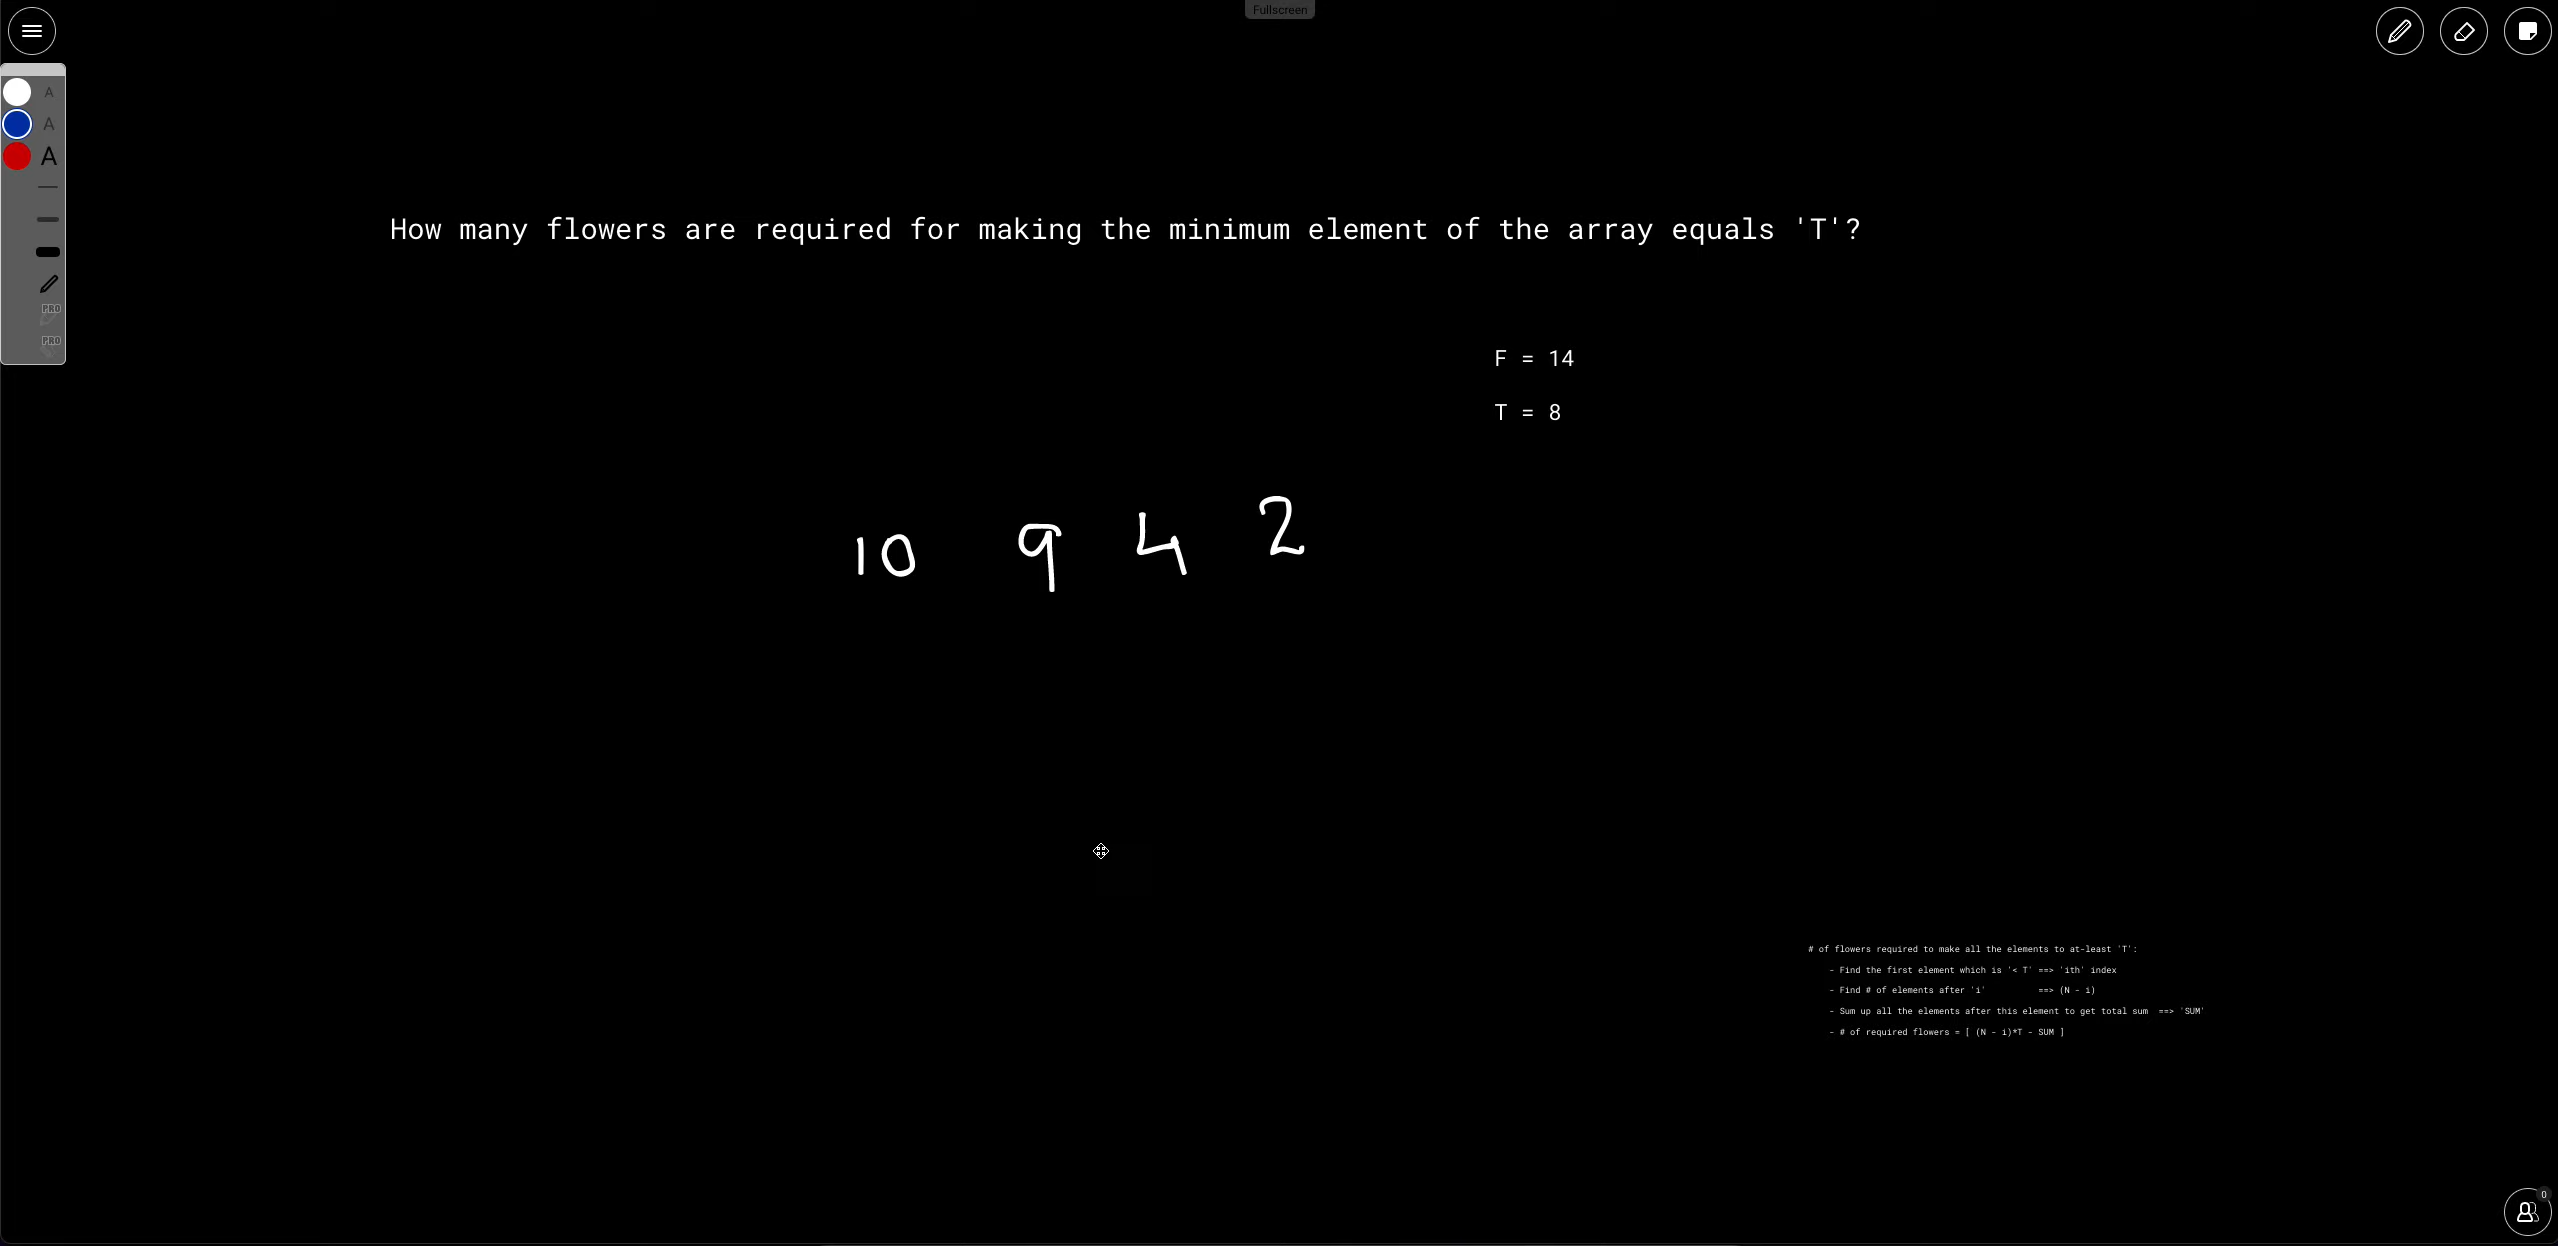 Fullscreen
A
A
A
PRO
PRO
How many flowers are required for making the minimum element of the array equals 'T'?
F = 14
T = 8
10 9 4 2
# of flowers required to make all the elements to at-least 'T':
- Find the first element which is '< T' ==> 'ith' index
- Find # of elements after 'i' ==> (N - i)
- Sum up all the elements after this element to get total sum ==> 'SUM'
- # of required flowers = [ (N - i)*T - SUM ]
0